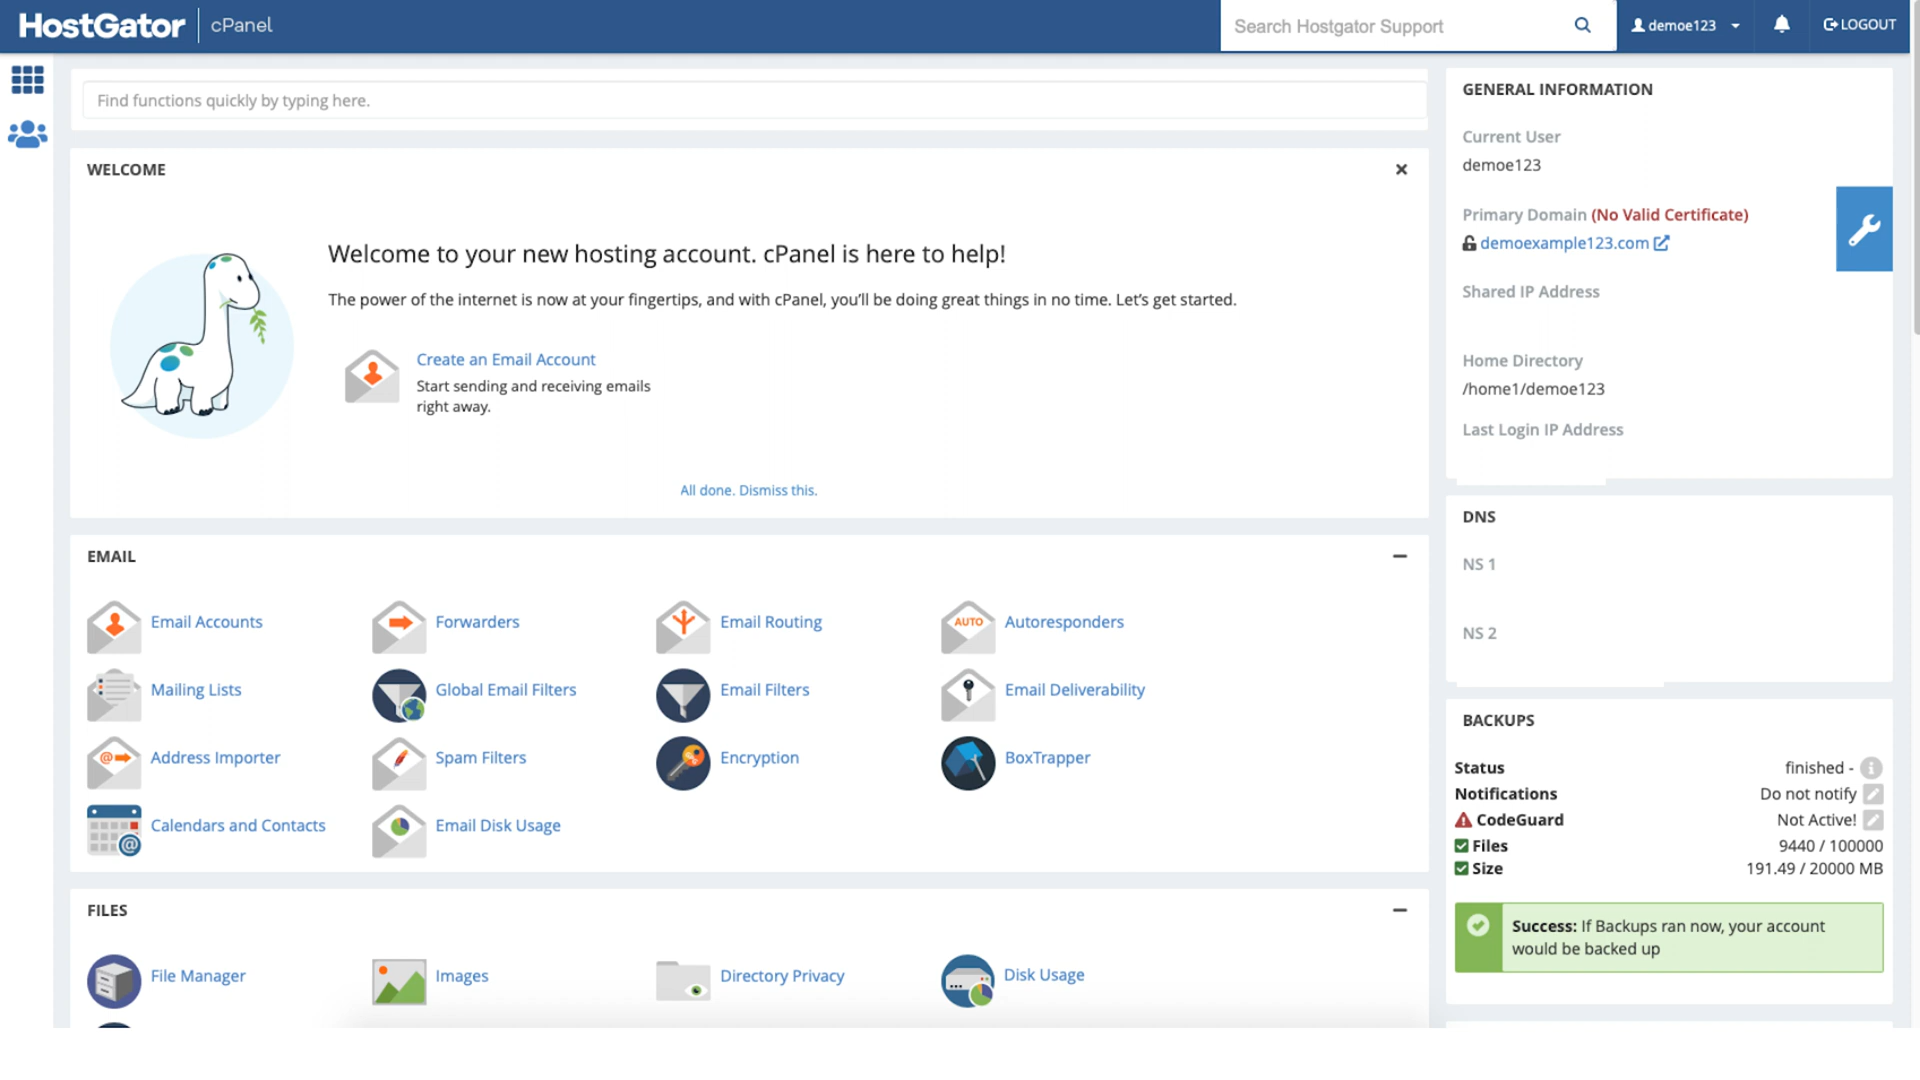 HostGator cPanel
Search Hostgator Support
demoe123
LOGOUT
Find functions quickly by typing here.
WELCOME
Welcome to your new hosting account. cPanel is here to help!
The power of the internet is now at your fingertips, and with cPanel, you’ll be doing great things in no time. Let’s get started.
Create an Email Account
Start sending and receiving emails
right away.
All done. Dismiss this.
EMAIL
Email Accounts
Forwarders
Email Routing
AUTO
Autoresponders
Mailing Lists
Global Email Filters
Email Filters
Email Deliverability
@
Address Importer
Spam Filters
Encryption
BoxTrapper
@
Calendars and Contacts
Email Disk Usage
FILES
File Manager
Images
Directory Privacy
Disk Usage
GENERAL INFORMATION
Current User
demoe123
Primary Domain (No Valid Certificate)
demoexample123.com
Shared IP Address
Home Directory
/home1/demoe123
Last Login IP Address
DNS
NS 1
NS 2
BACKUPS
Status finished -
Notifications Do not notify
CodeGuard Not Active!
Files 9440 / 100000
Size 191.49 / 20000 MB
Success: If Backups ran now, your account
would be backed up